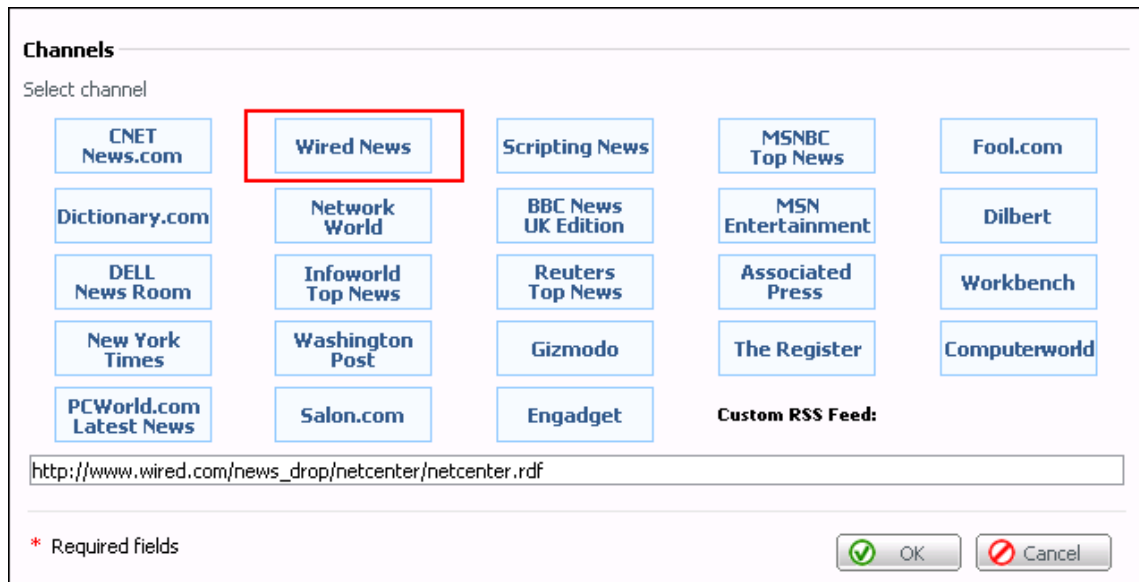 Channels
Select channel
CNET
News.com
Wired News
Scripting News
MSNBC
Top News
Fool.com
Dictionary.com
Network
World
BBC News
UK Edition
MSN
Entertainment
Dilbert
DELL
News Room
Infoworld
Top News
Reuters
Top News
Associated
Press
Workbench
New York
Times
Washington
Post
Gizmodo
The Register
Computerworld
PCWorld.com
Latest News
Salon.com
Engadget
Custom RSS Feed:
http://www.wired.com/news_drop/netcenter/netcenter.rdf
* Required fields
OK
Cancel